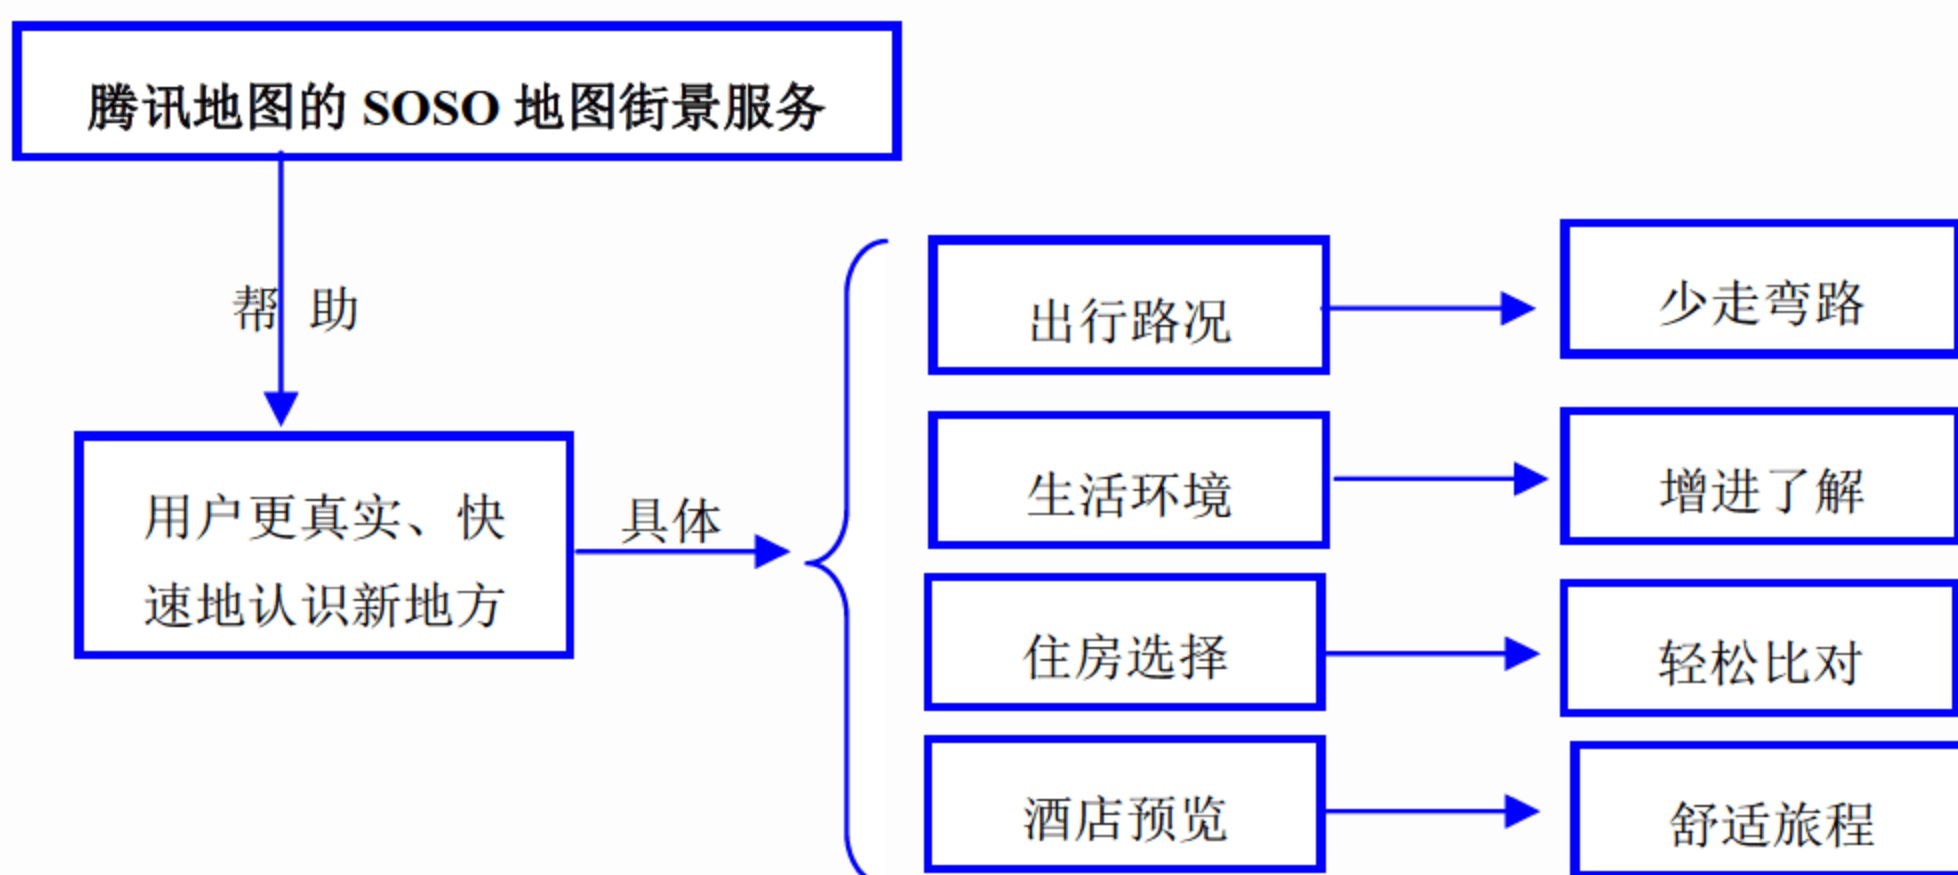 腾讯地图的 SOSO 地图街景服务
帮 助
用户更真实、快
速地认识新地方
具体
出行路况
少走弯路
生活环境
增进了解
住房选择
轻松比对
酒店预览
舒适旅程